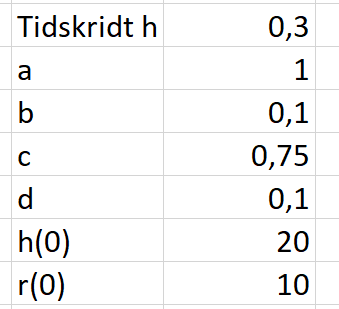 Tidskridt h 0,3
a 1
b 0,1
c 0,75
d 0,1
h(0) 20
r(0) 10